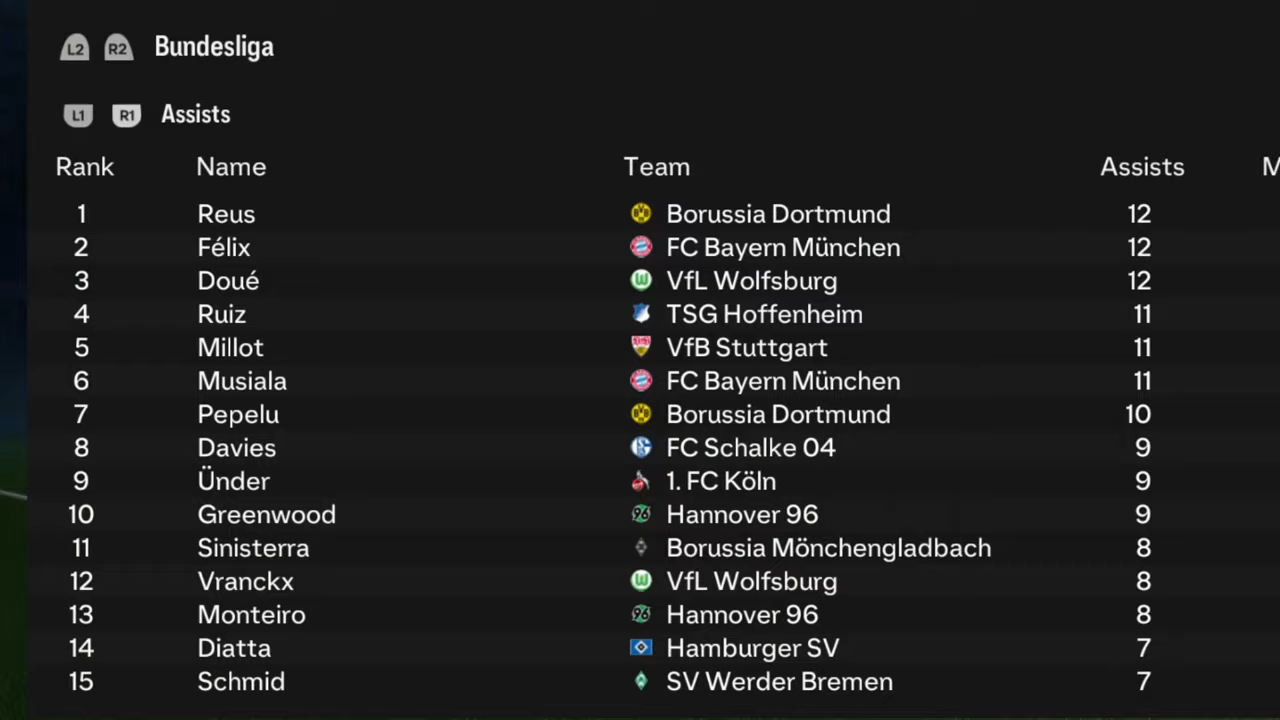 L2 R2 Bundesliga
L1 R1 Assists
Rank Name Team Assists M
1 Reus Borussia Dortmund 12
2 Félix FC Bayern München 12
3 Doué VfL Wolfsburg 12
4 Ruiz TSG Hoffenheim 11
5 Millot VfB Stuttgart 11
6 Musiala FC Bayern München 11
7 Pepelu Borussia Dortmund 10
8 Davies FC Schalke 04 9
9 Ünder 1. FC Köln 9
10 Greenwood Hannover 96 9
11 Sinisterra Borussia Mönchengladbach 8
12 Vranckx VfL Wolfsburg 8
13 Monteiro Hannover 96 8
14 Diatta Hamburger SV 7
15 Schmid SV Werder Bremen 7